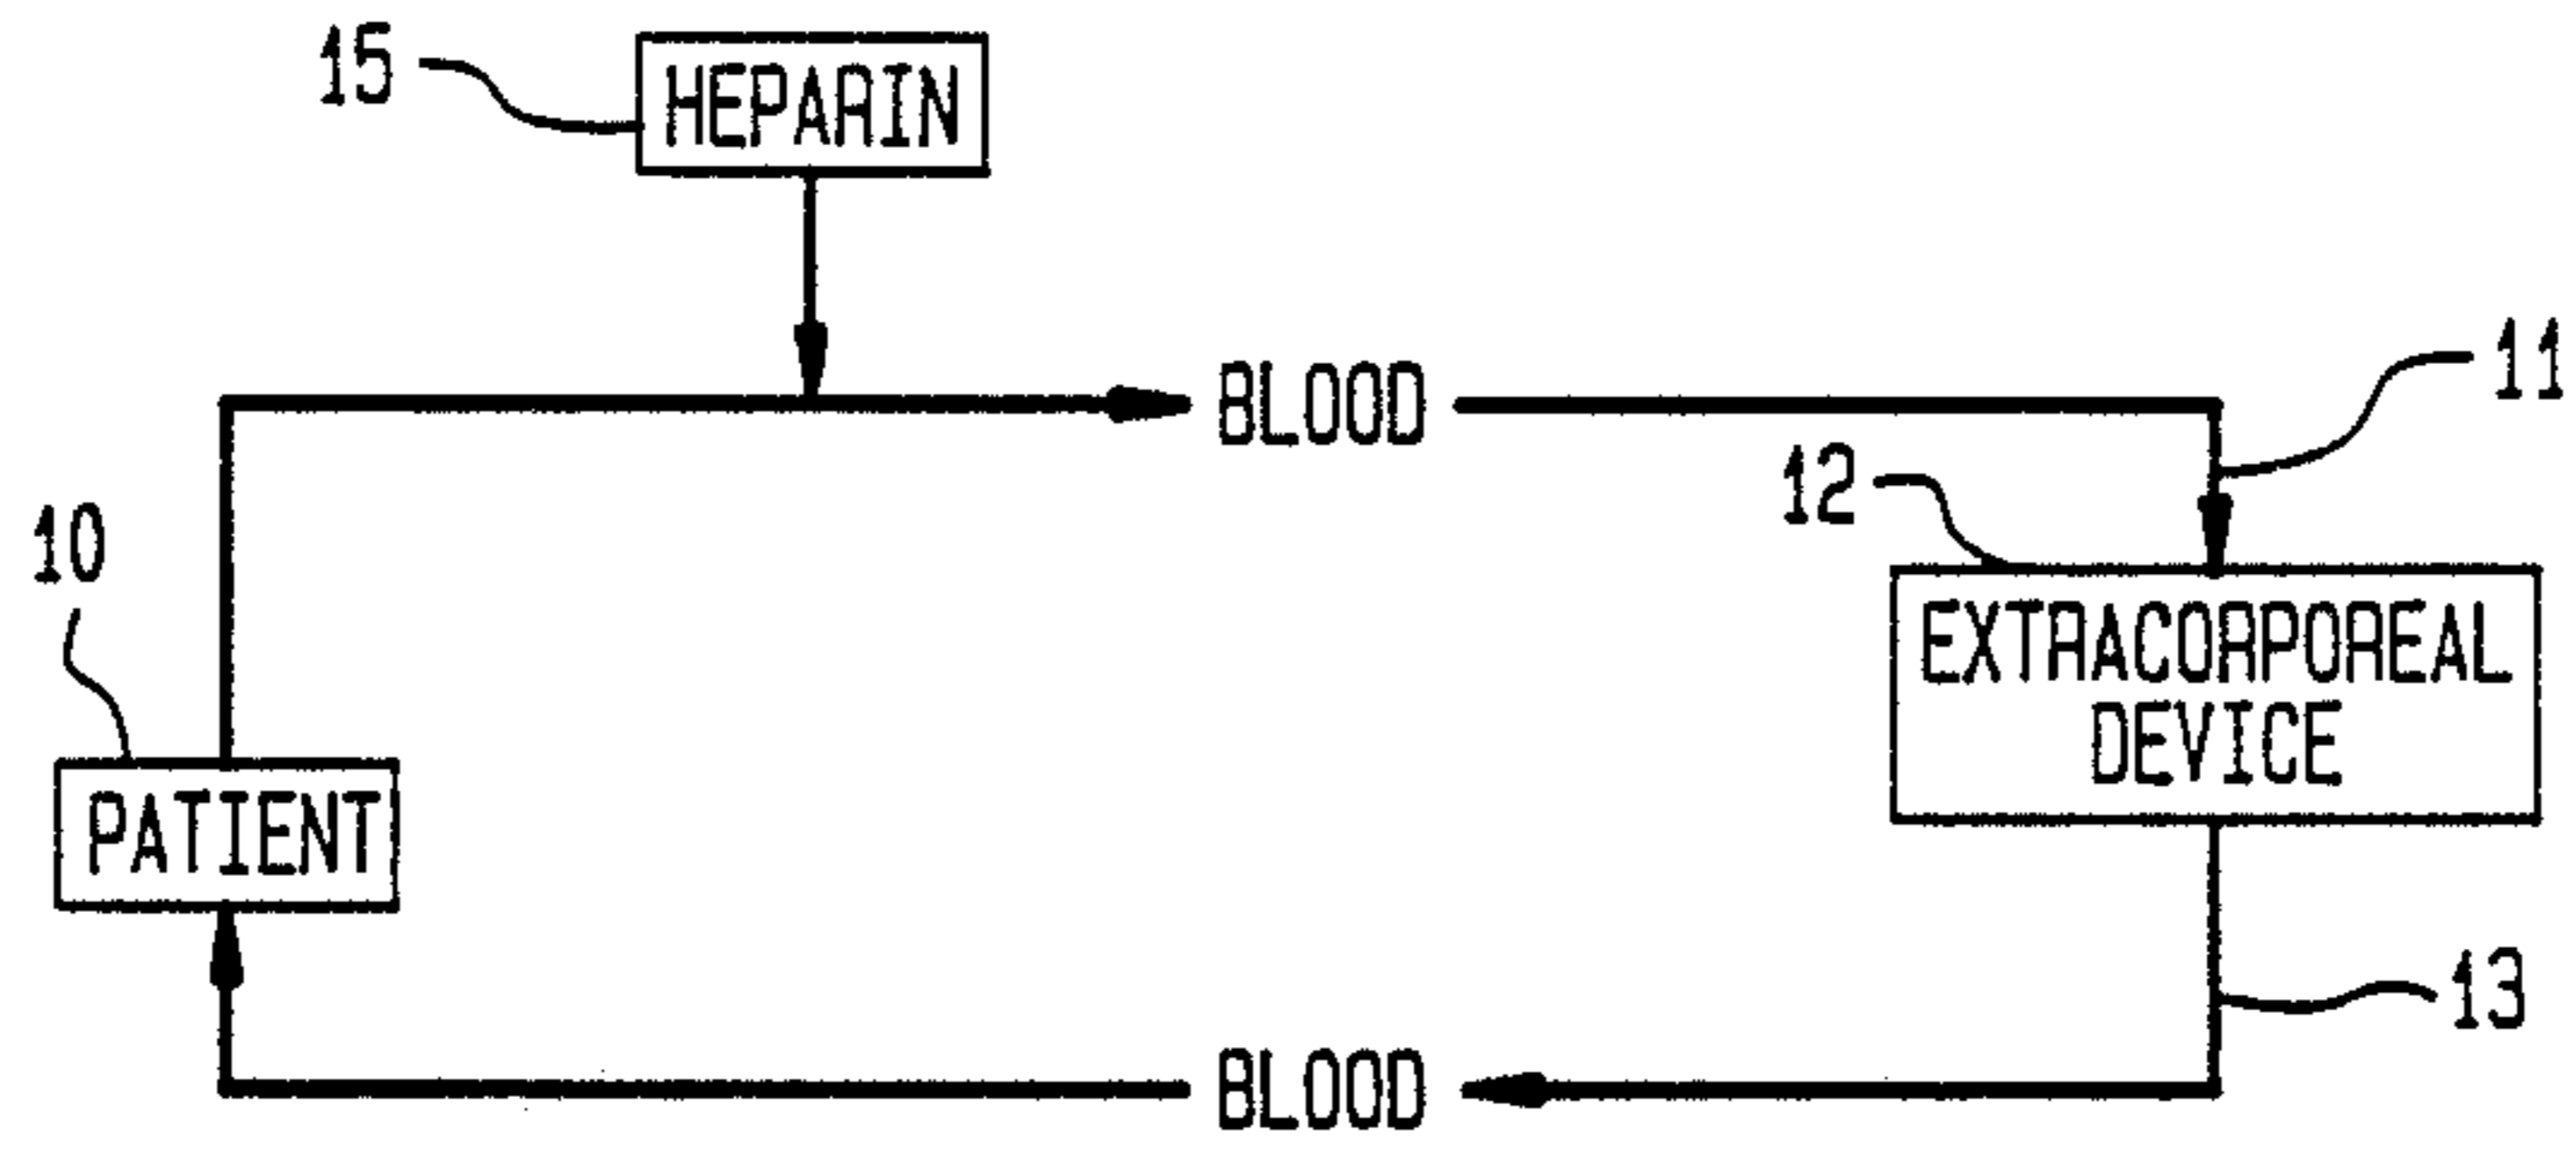 15
HEPARIN
BLOOD
11
12
10
EXTRACORPOREAL
DEVICE
PATIENT
13
BLOOD